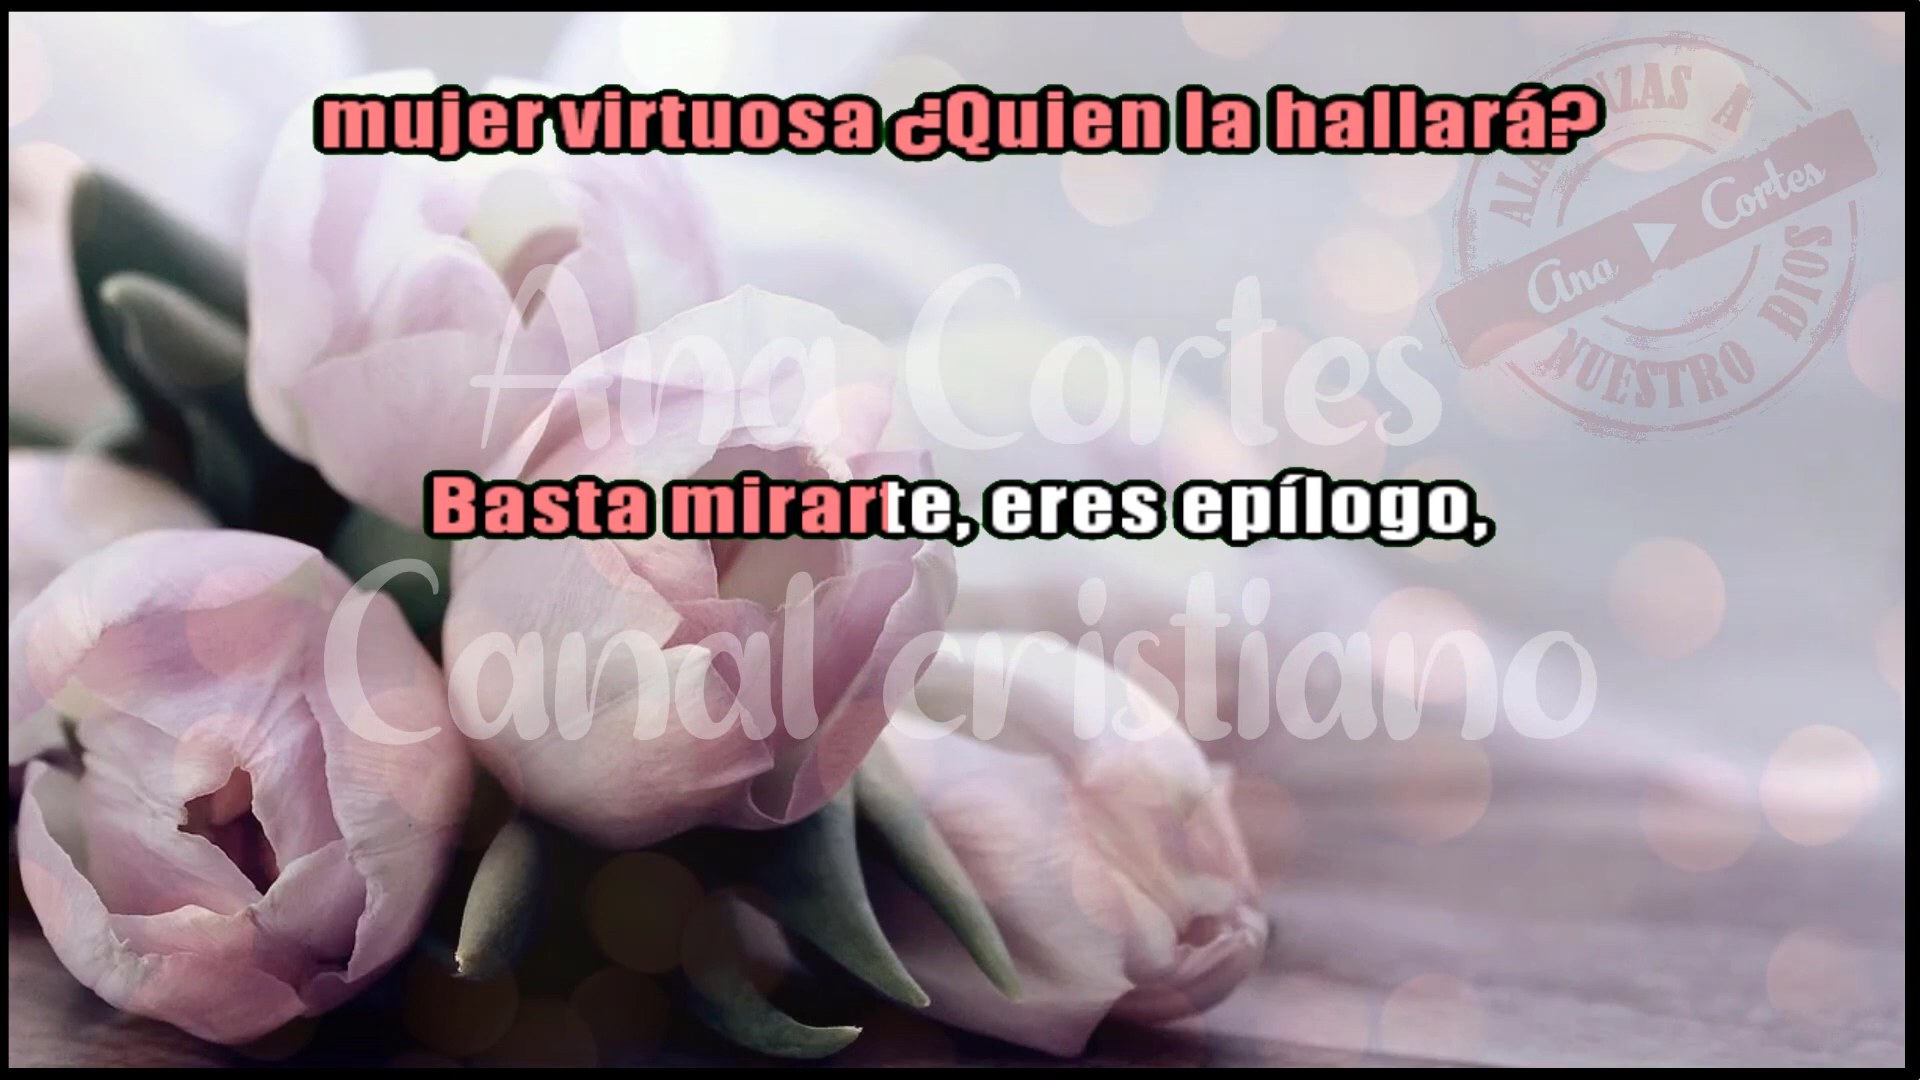 mujer virtuosa ¿Quien la hallará?
ALABANZAS A
Ana Cortes
NUESTRO DIOS
Ana Cortes
Basta mirarte, eres epílogo,
Canal cristiano